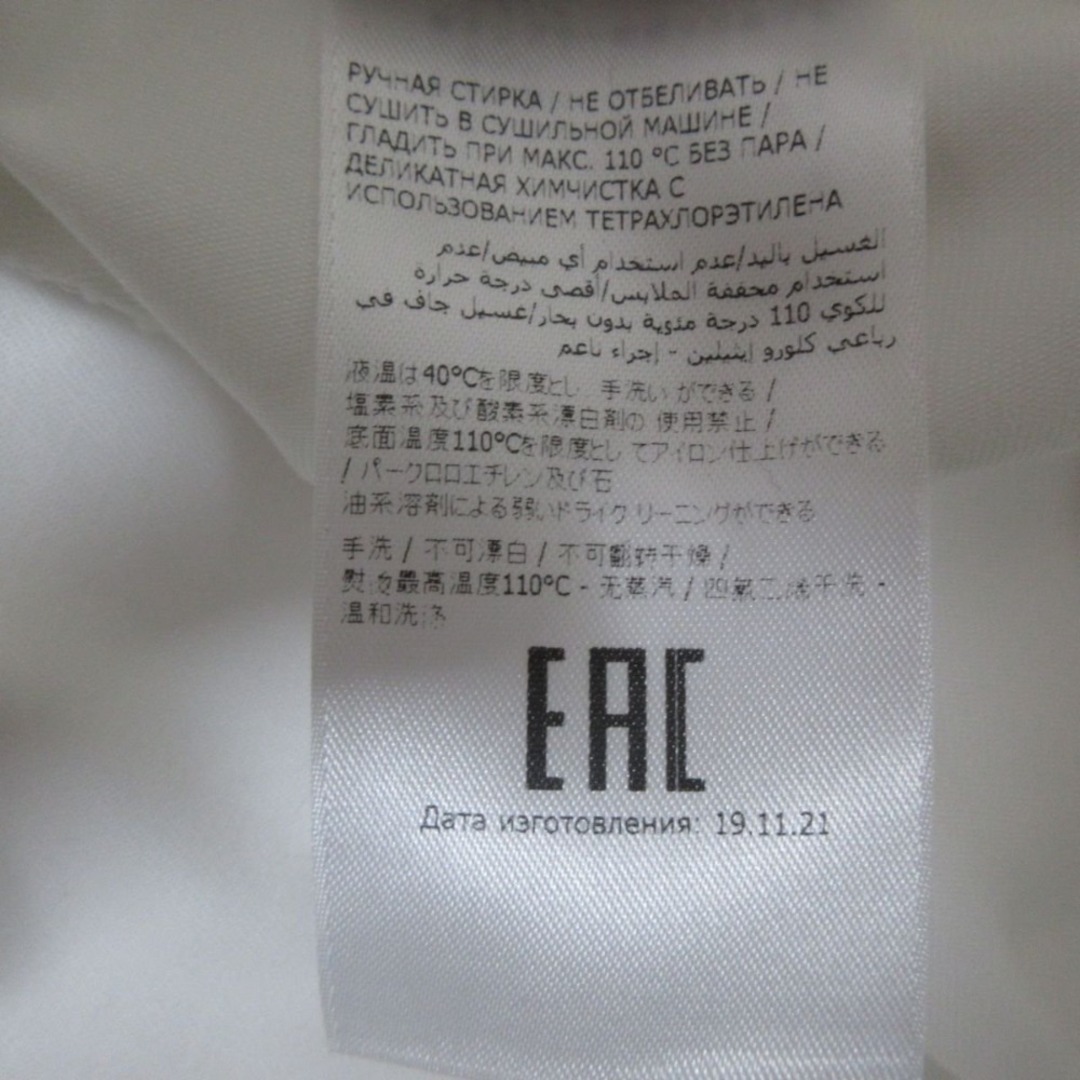 РУЧНАЯ СТИРКА / НЕ ОТБЕЛИВАТЬ / НЕ
СУШИТЬ В СУШИЛЬНОЙ МАШИНЕ /
ГЛАДИТЬ ПРИ МАКС. 110 °C БЕЗ ПАРА /
ДЕЛИКАТНАЯ ХИМЧИСТКА С
ИСПОЛЬЗОВАНИЕМ ТЕТРАХЛОРЭТИЛЕНА
الغسيل باليد/عدم استخدام أي مبيض/عدم
استخدام مجففة الملابس/أقصى درجة حرارة
للكوي 110 درجة مئوية بدون بخار/غسيل جاف في
رباعي كلورو إيثيلين - إجراء ناعم
液温は40°Cを限度とし 手洗い ができる /
塩素系及び酸素系漂白剤の 使用禁止 /
底面温度110°Cを限度とし てアイロン仕上げができる
/ パークロロエチレン及び石
油系溶剤による弱いドライク リーニングができる
手洗 / 不可漂白 / 不可翻转干燥 /
熨烫最高温度110°C - 无蒸汽 / 四氯乙烯干洗 -
温和洗涤
EAC
Дата изготовления: 19.11.21